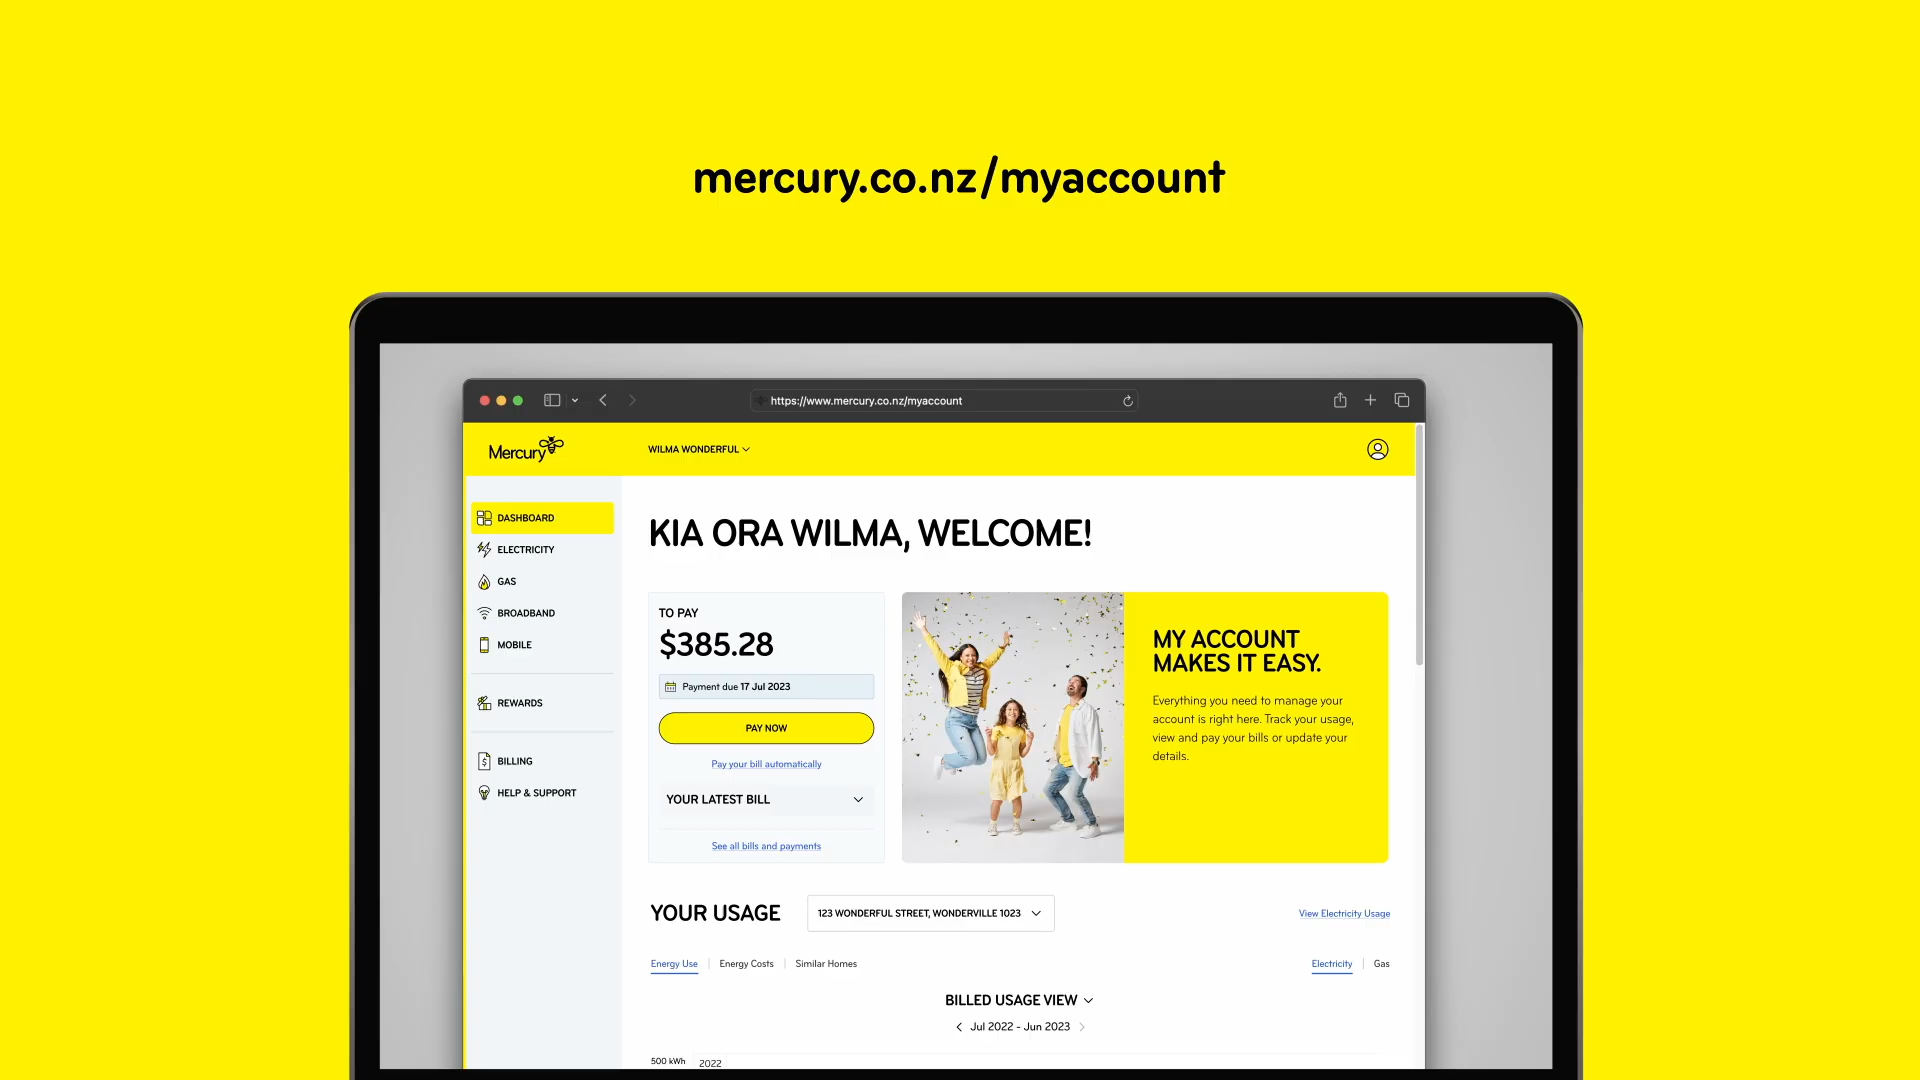 mercury.co.nz/myaccount
https://www.mercury.co.nz/myaccount
Mercury
WILMA WONDERFUL
DASHBOARD
ELECTRICITY
GAS
BROADBAND
MOBILE
REWARDS
BILLING
HELP & SUPPORT
KIA ORA WILMA, WELCOME!
TO PAY
$385.28
Payment due 17 Jul 2023
PAY NOW
Pay your bill automatically
YOUR LATEST BILL
See all bills and payments
MY ACCOUNT
MAKES IT EASY.
Everything you need to manage your
account is right here. Track your usage,
view and pay your bills or update your
details.
YOUR USAGE
123 WONDERFUL STREET, WONDERVILLE 1023
View Electricity Usage
Energy Use
Energy Costs
Similar Homes
Electricity
Gas
BILLED USAGE VIEW
Jul 2022 - Jun 2023
500 kWh
2022